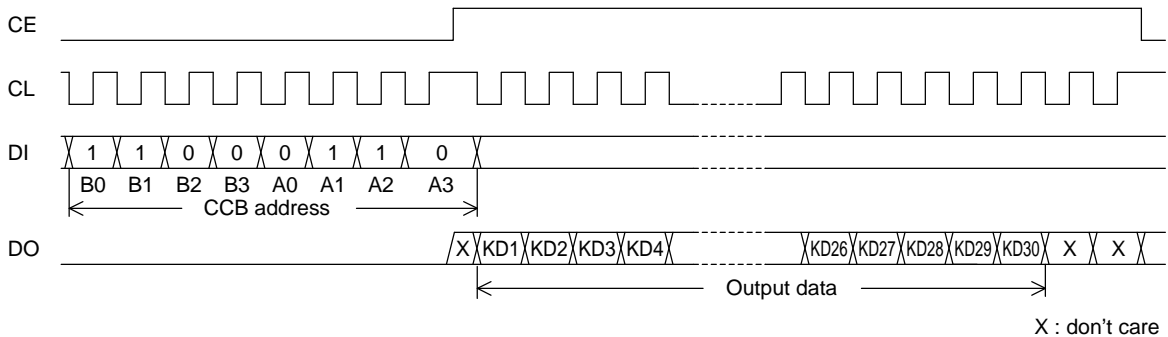 CE
CL
DI 1 1 0 0 0 1 1 0
B0 B1 B2 B3 A0 A1 A2 A3
CCB address
DO X KD1 KD2 KD3 KD4 KD26 KD27 KD28 KD29 KD30 X X
Output data
X : don't care